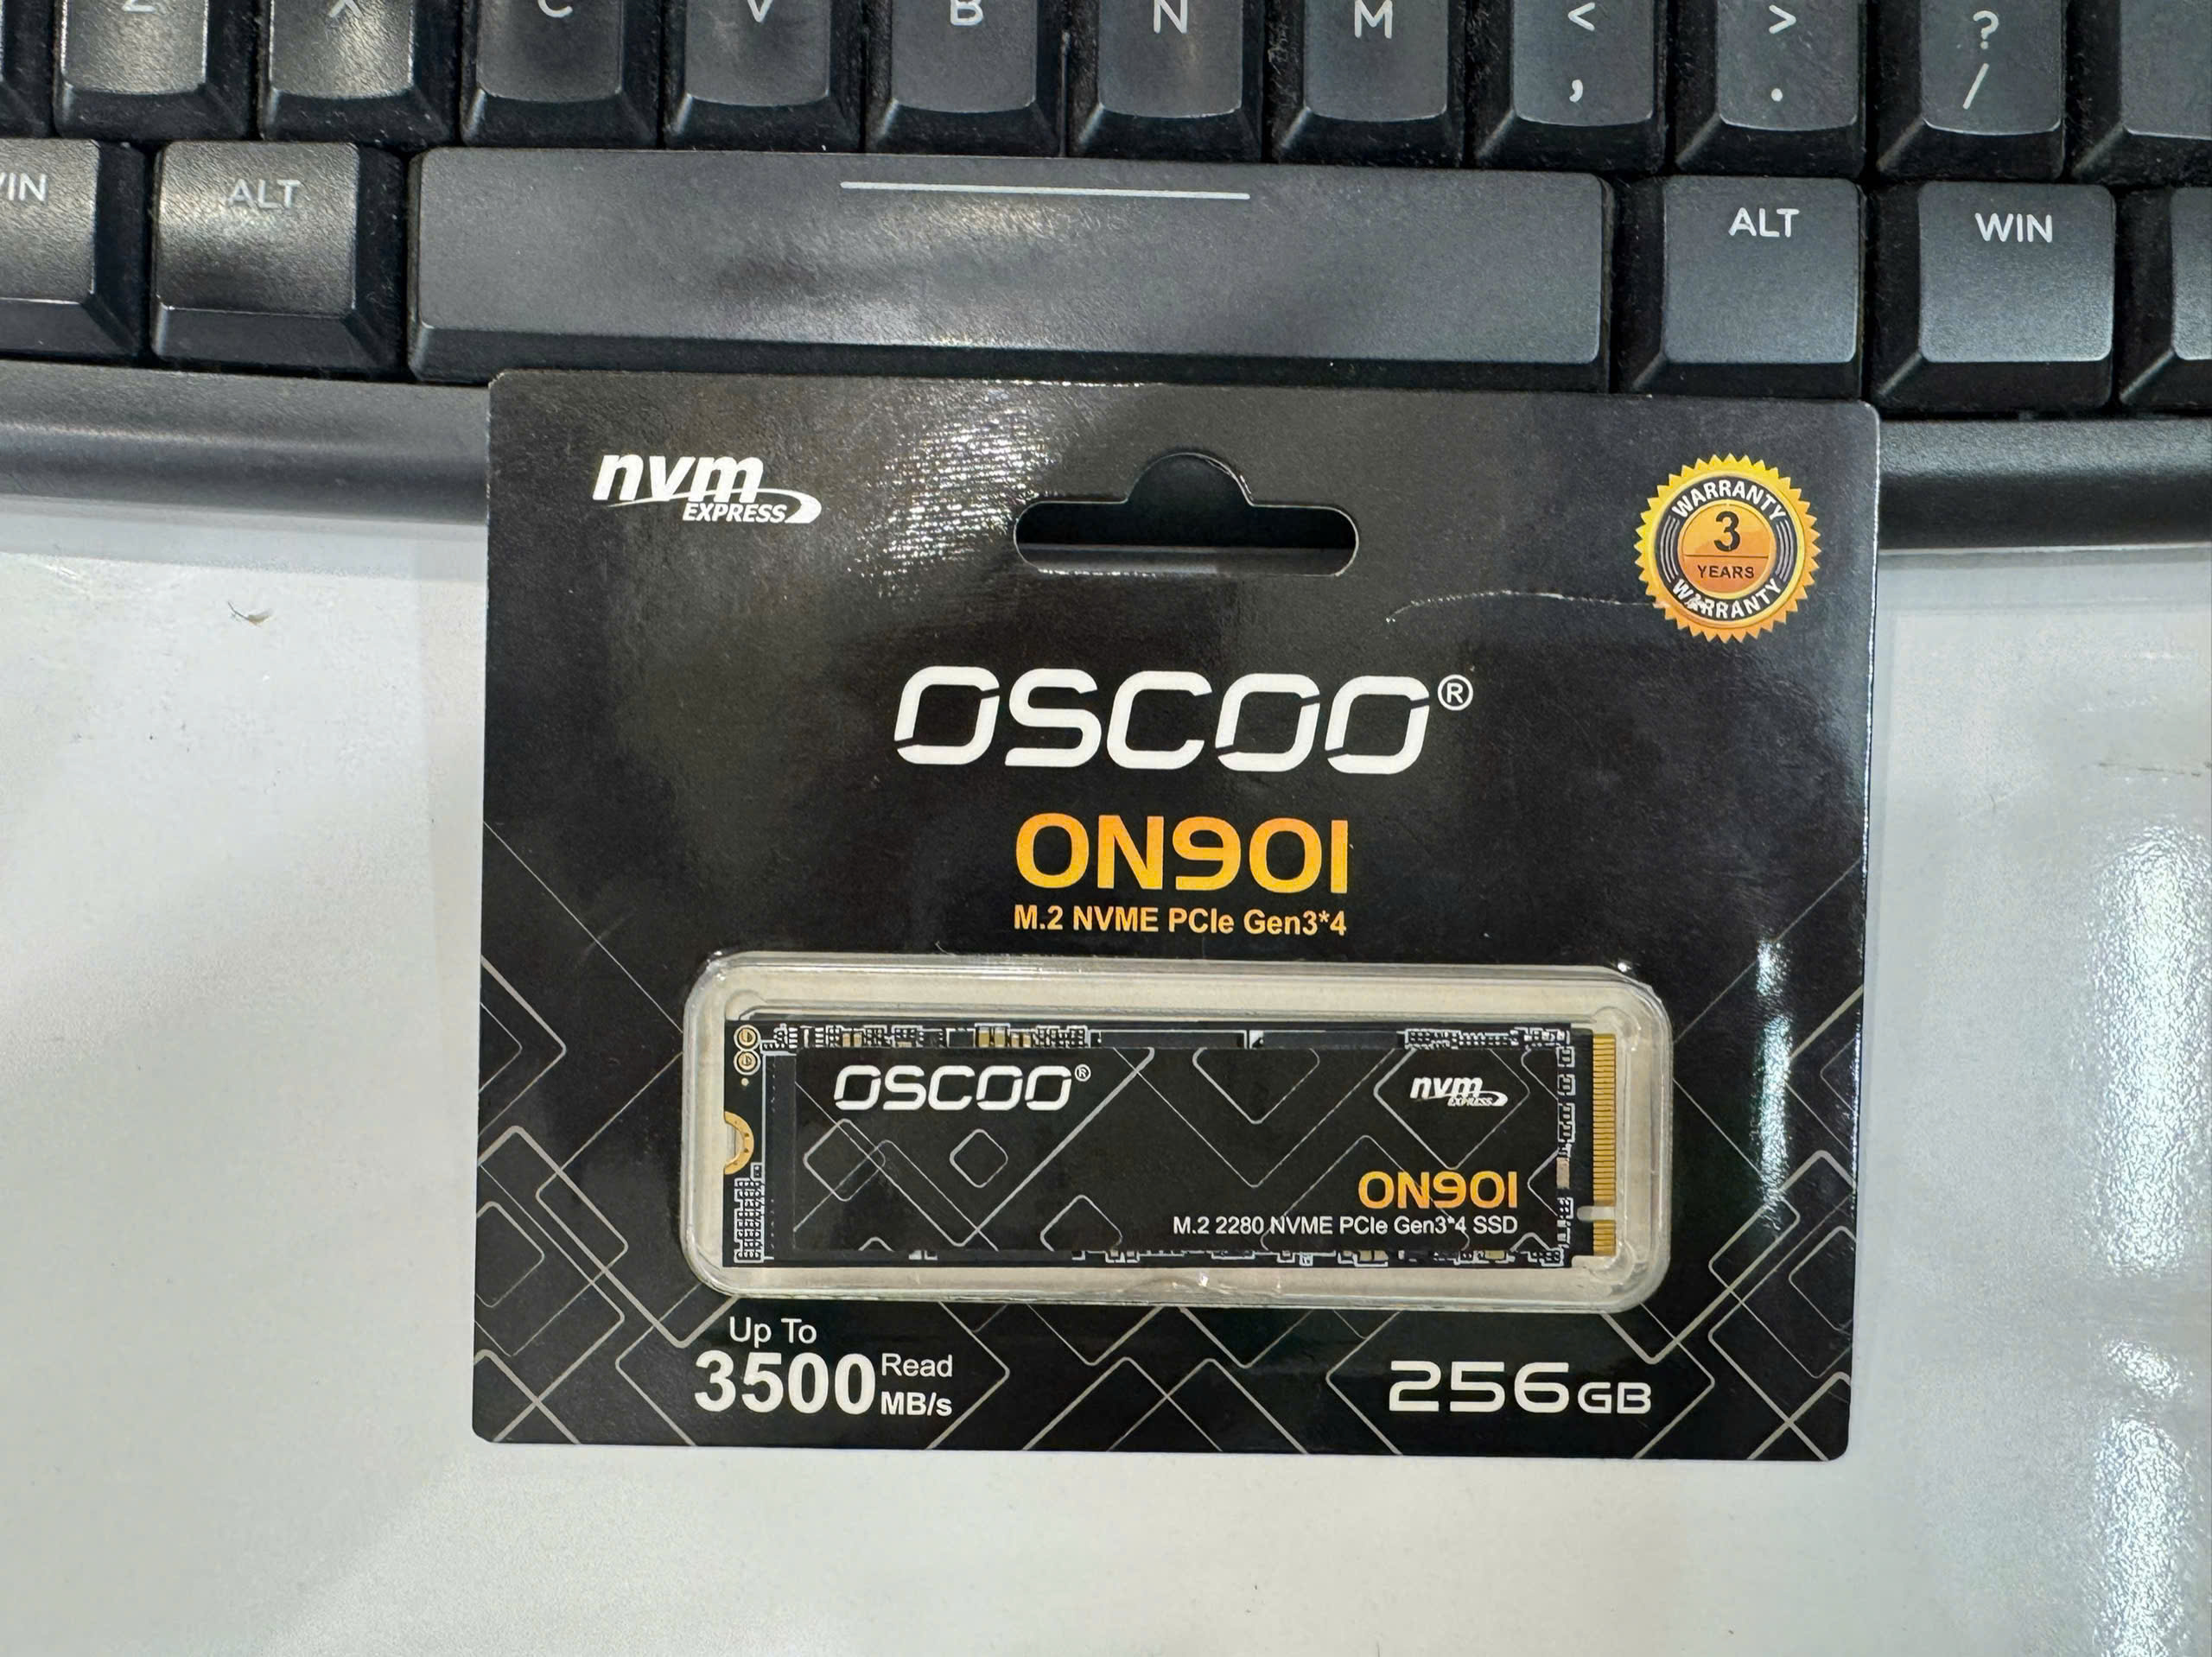 Z X C V B N M < , > . ? /
ALT
ALT
WIN
nvm
EXPRESS
WARRANTY
3
YEARS
WARRANTY
OSCOO®
ON901
M.2 NVME PCIe Gen3*4
OSCOO®
nvm
EXPRESS
ON901
M.2 2280 NVME PCIe Gen3*4 SSD
Up To
3500 Read
MB/s
256GB